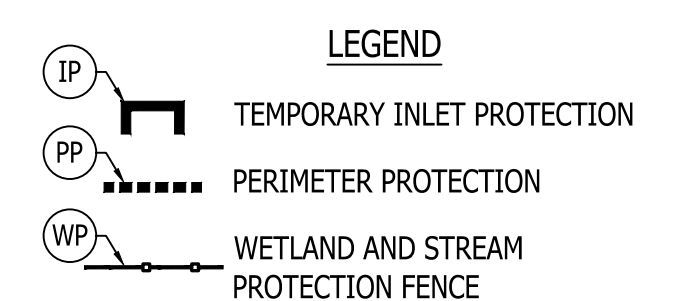 LEGEND
IP
TEMPORARY INLET PROTECTION
PP
PERIMETER PROTECTION
WP
WETLAND AND STREAM
PROTECTION FENCE